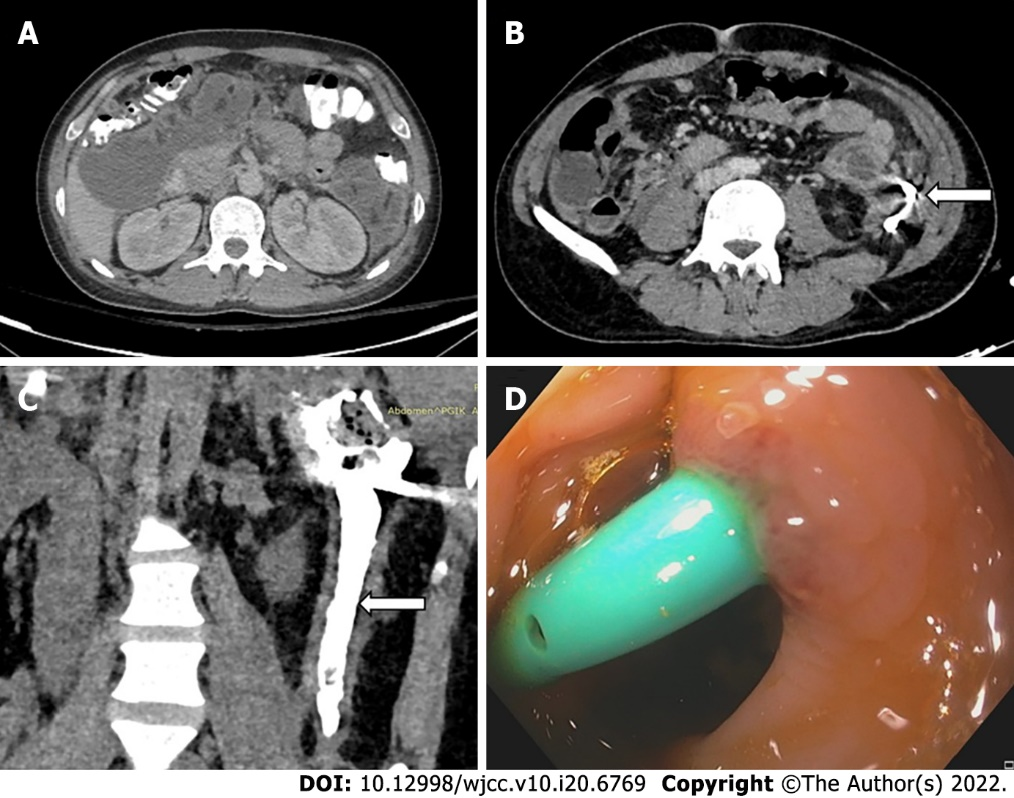 A
B
C
Abdomen^PGIK A
D
DOI: 10.12998/wjcc.v10.i20.6769 Copyright ©The Author(s) 2022.